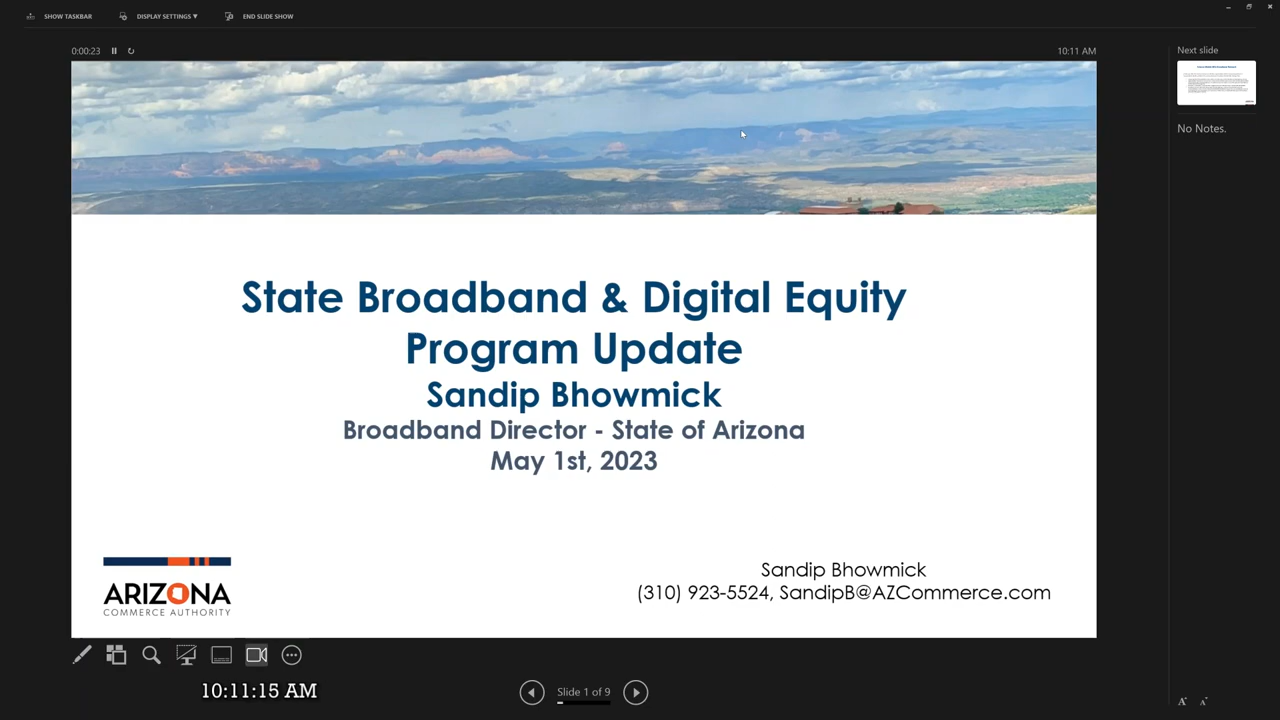 SHOW TASKBAR
DISPLAY SETTINGS ▼
END SLIDE SHOW
0:00:23
10:11 AM
Next slide
No Notes.
State Broadband & Digital Equity
Program Update
Sandip Bhowmick
Broadband Director - State of Arizona
May 1st, 2023
ARIZONA
COMMERCE AUTHORITY
Sandip Bhowmick
(310) 923-5524, SandipB@AZCommerce.com
10:11:15 AM
Slide 1 of 9
A
A